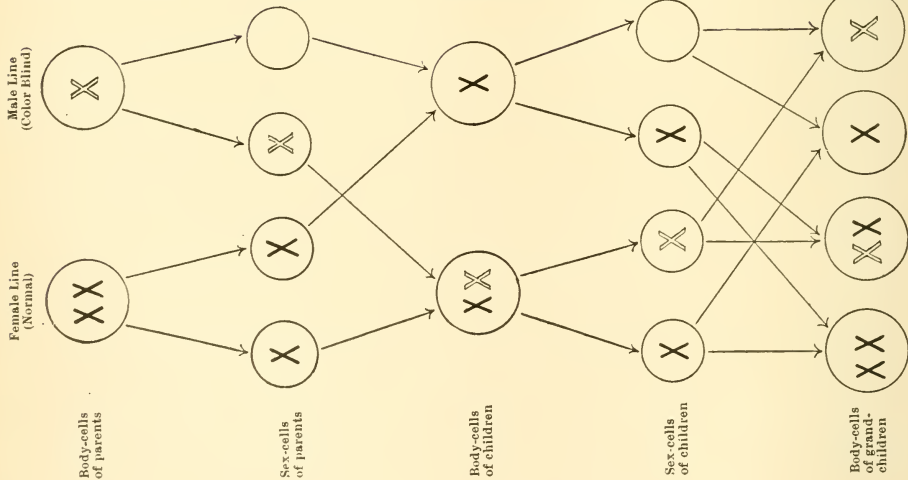 Male Line
(Color Blind)
X
X
X
X
X
X
X
Female Line
(Normal)
X X
X
X
X X
X
X
X X
X X
Body-cells
of parents
Sex-cells
of parents
Body-cells
of children
Sex-cells
of children
Body-cells
of grand-
children